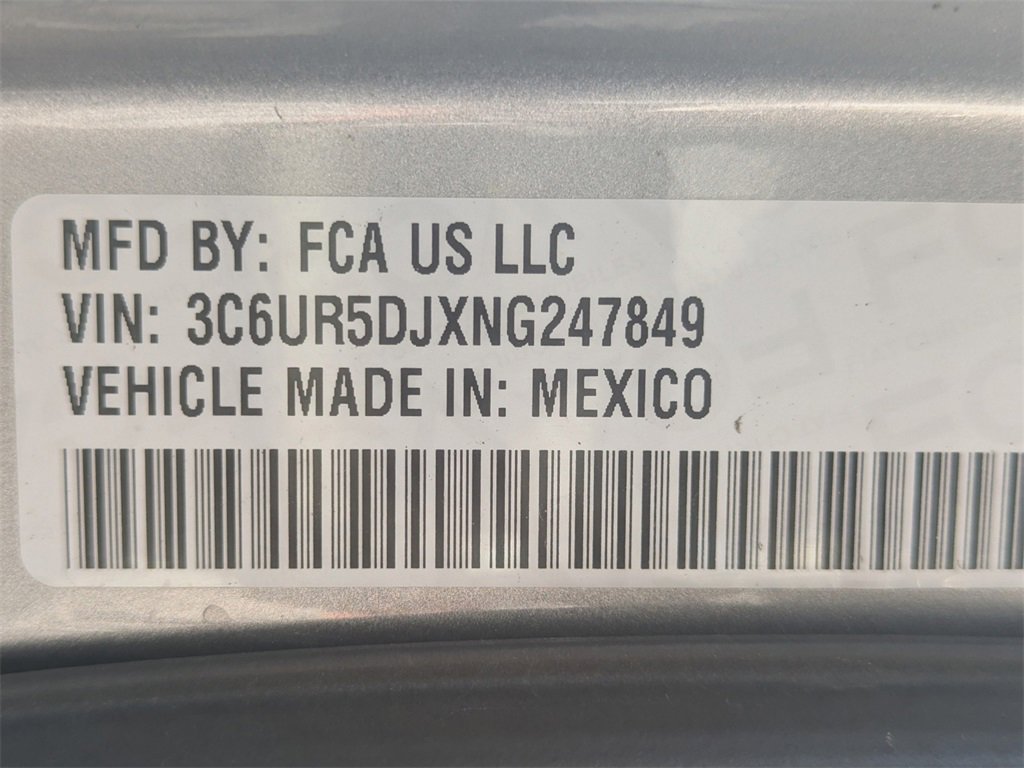 MFD BY: FCA US LLC
VIN: 3C6UR5DJXNG247849
VEHICLE MADE IN: MEXICO